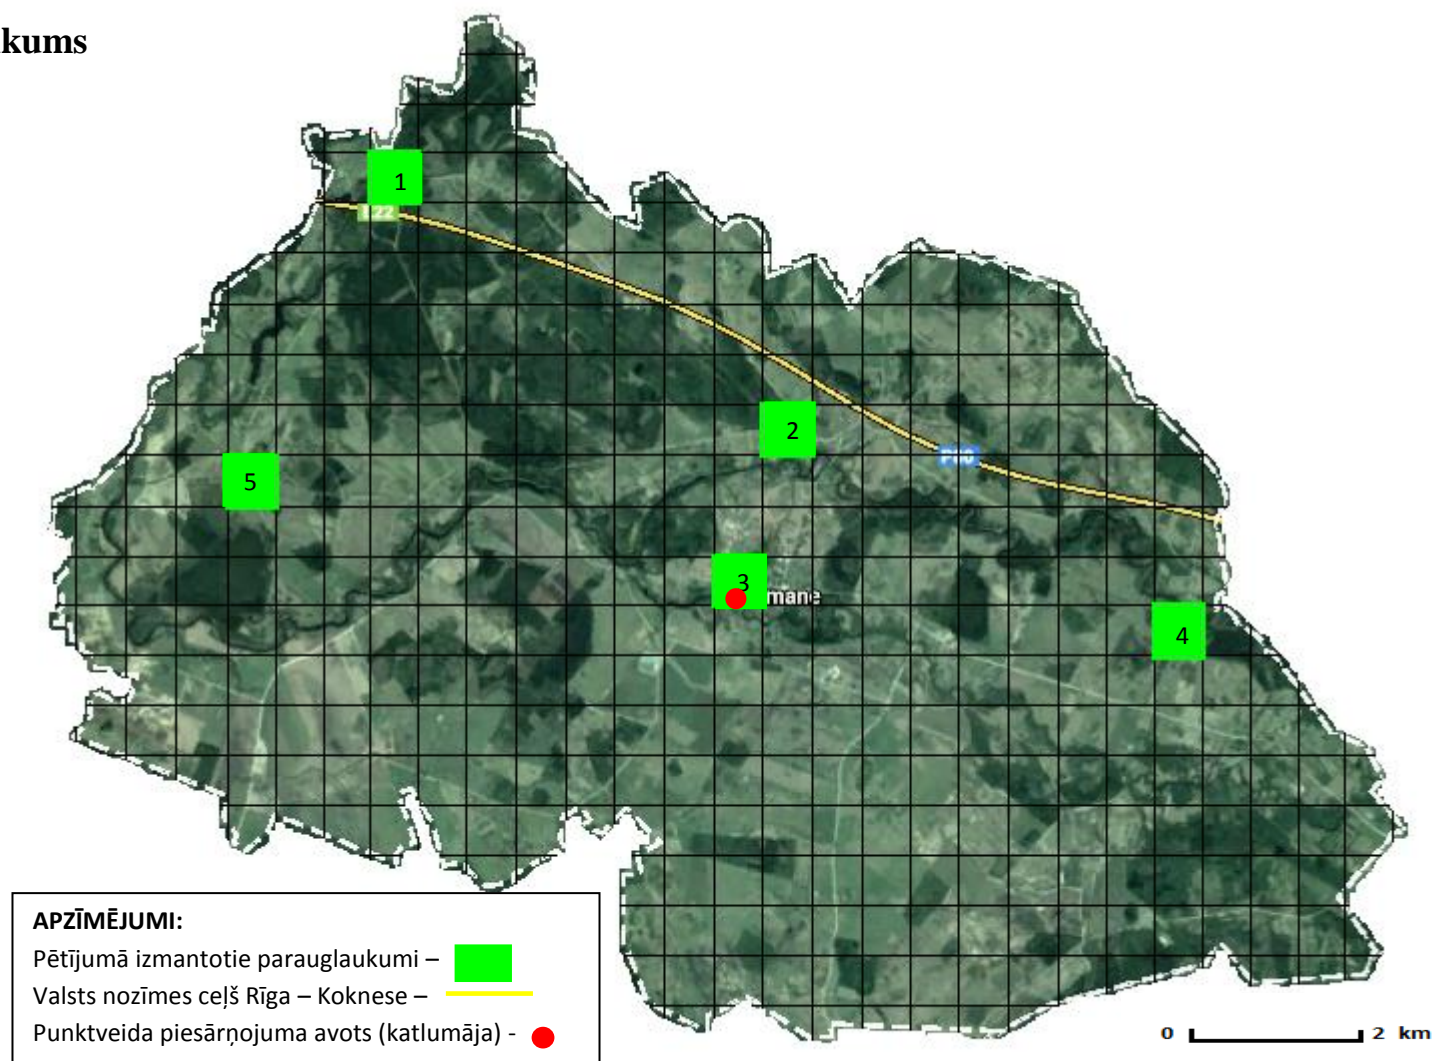 kums
1
2
5
3
mane
4
APZĪMĒJUMI:
Pētījumā izmantotie parauglaukumi –
Valsts nozīmes ceļš Rīga – Koknese –
Punktveida piesārņojuma avots (katlumāja) -
0 2 km